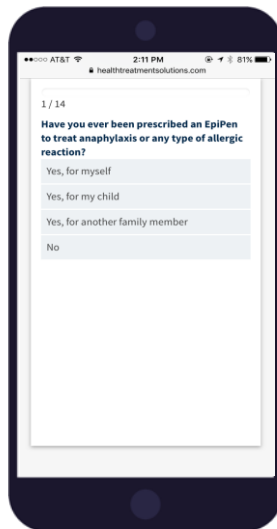 AT&T 2:11 PM 81%
healthtreatmentsolutions.com
1 / 14
Have you ever been prescribed an EpiPen
to treat anaphylaxis or any type of allergic
reaction?
Yes, for myself
Yes, for my child
Yes, for another family member
No